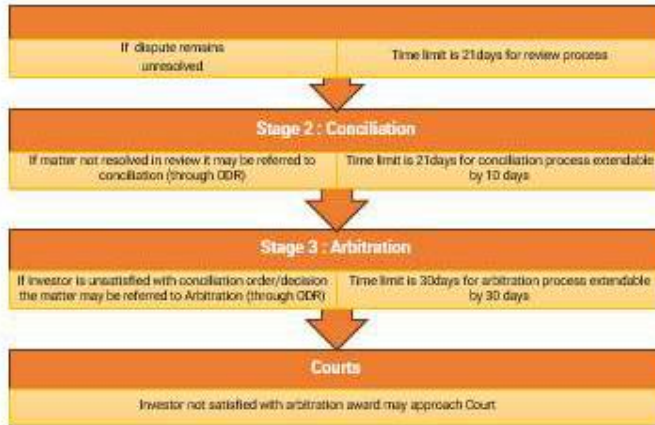 If dispute remains
unresolved
Time limit is 21days for review process
Stage 2 : Conciliation
If matter not resolved in review it may be referred to
conciliation (through ODR)
Time limit is 21days for conciliation process extendable
by 10 days
Stage 3 : Arbitration
If investor is unsatisfied with conciliation order/decision
the matter may be referred to Arbitration (through ODR)
Time limit is 30days for arbitration process extendable
by 30 days
Courts
Investor not satisfied with arbitration award may approach Court